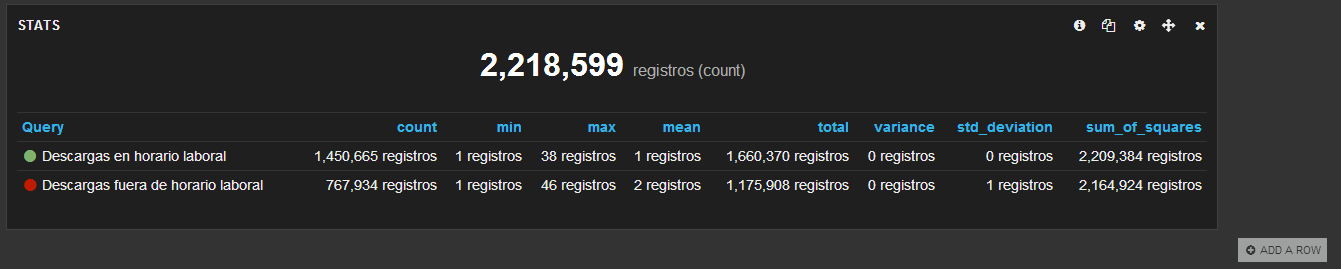 STATS
2,218,599 registros (count)
Query count min max mean total variance std_deviation sum_of_squares
Descargas en horario laboral 1,450,665 registros 1 registros 38 registros 1 registros 1,660,370 registros 0 registros 0 registros 2,209,384 registros
Descargas fuera de horario laboral 767,934 registros 1 registros 46 registros 2 registros 1,175,908 registros 0 registros 1 registros 2,164,924 registros
ADD A ROW